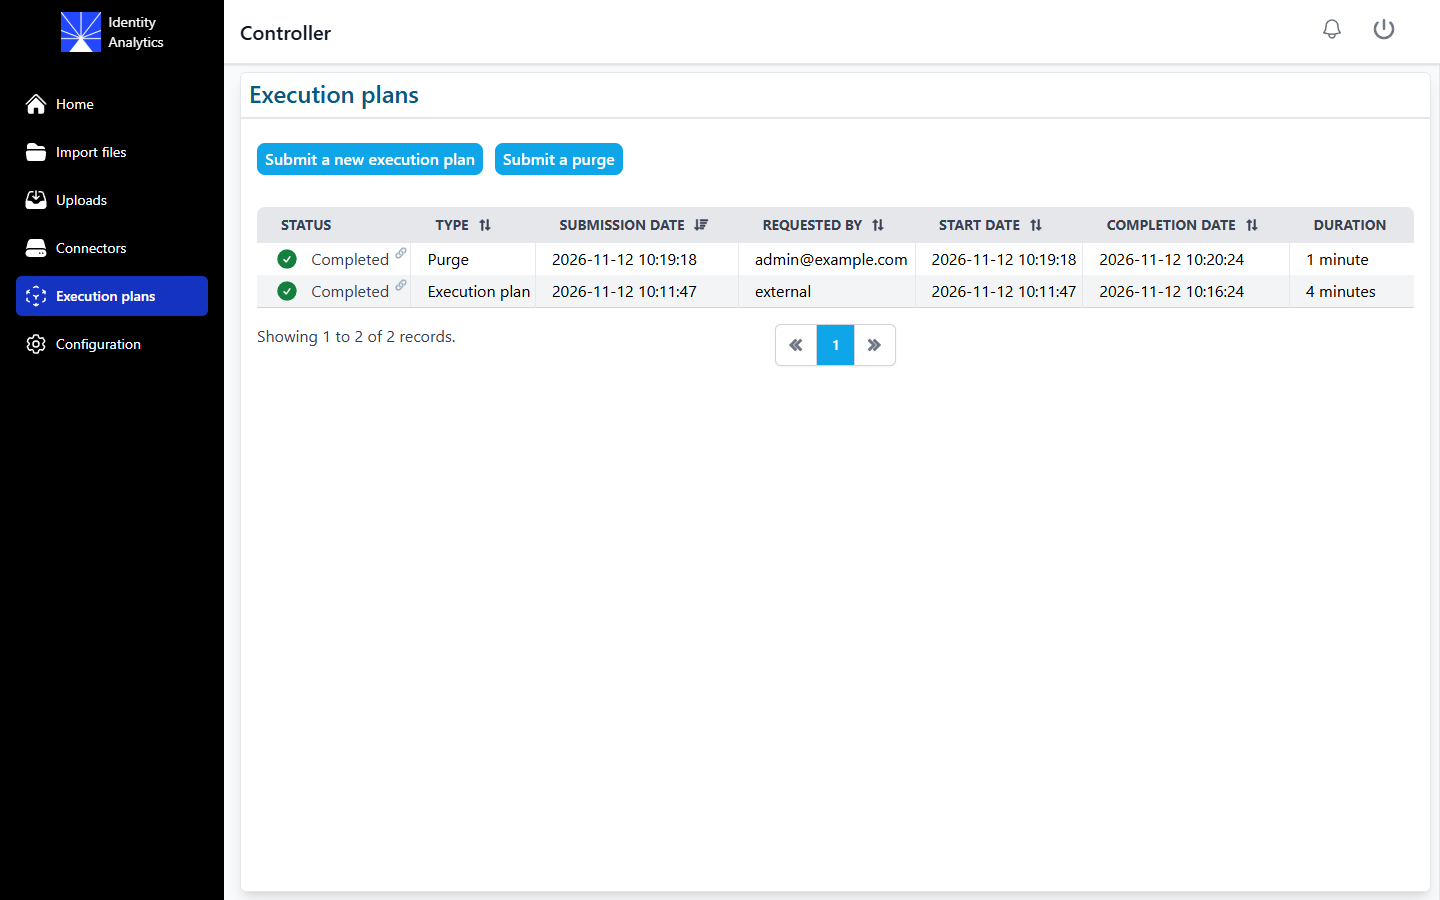 Identity
Analytics
Controller
Home
Import files
Uploads
Connectors
Execution plans
Configuration
Execution plans
Submit a new execution plan
Submit a purge
STATUS TYPE SUBMISSION DATE REQUESTED BY START DATE COMPLETION DATE DURATION
Completed Purge 2026-11-12 10:19:18 admin@example.com 2026-11-12 10:19:18 2026-11-12 10:20:24 1 minute
Completed Execution plan 2026-11-12 10:11:47 external 2026-11-12 10:11:47 2026-11-12 10:16:24 4 minutes
Showing 1 to 2 of 2 records.
« 1 »